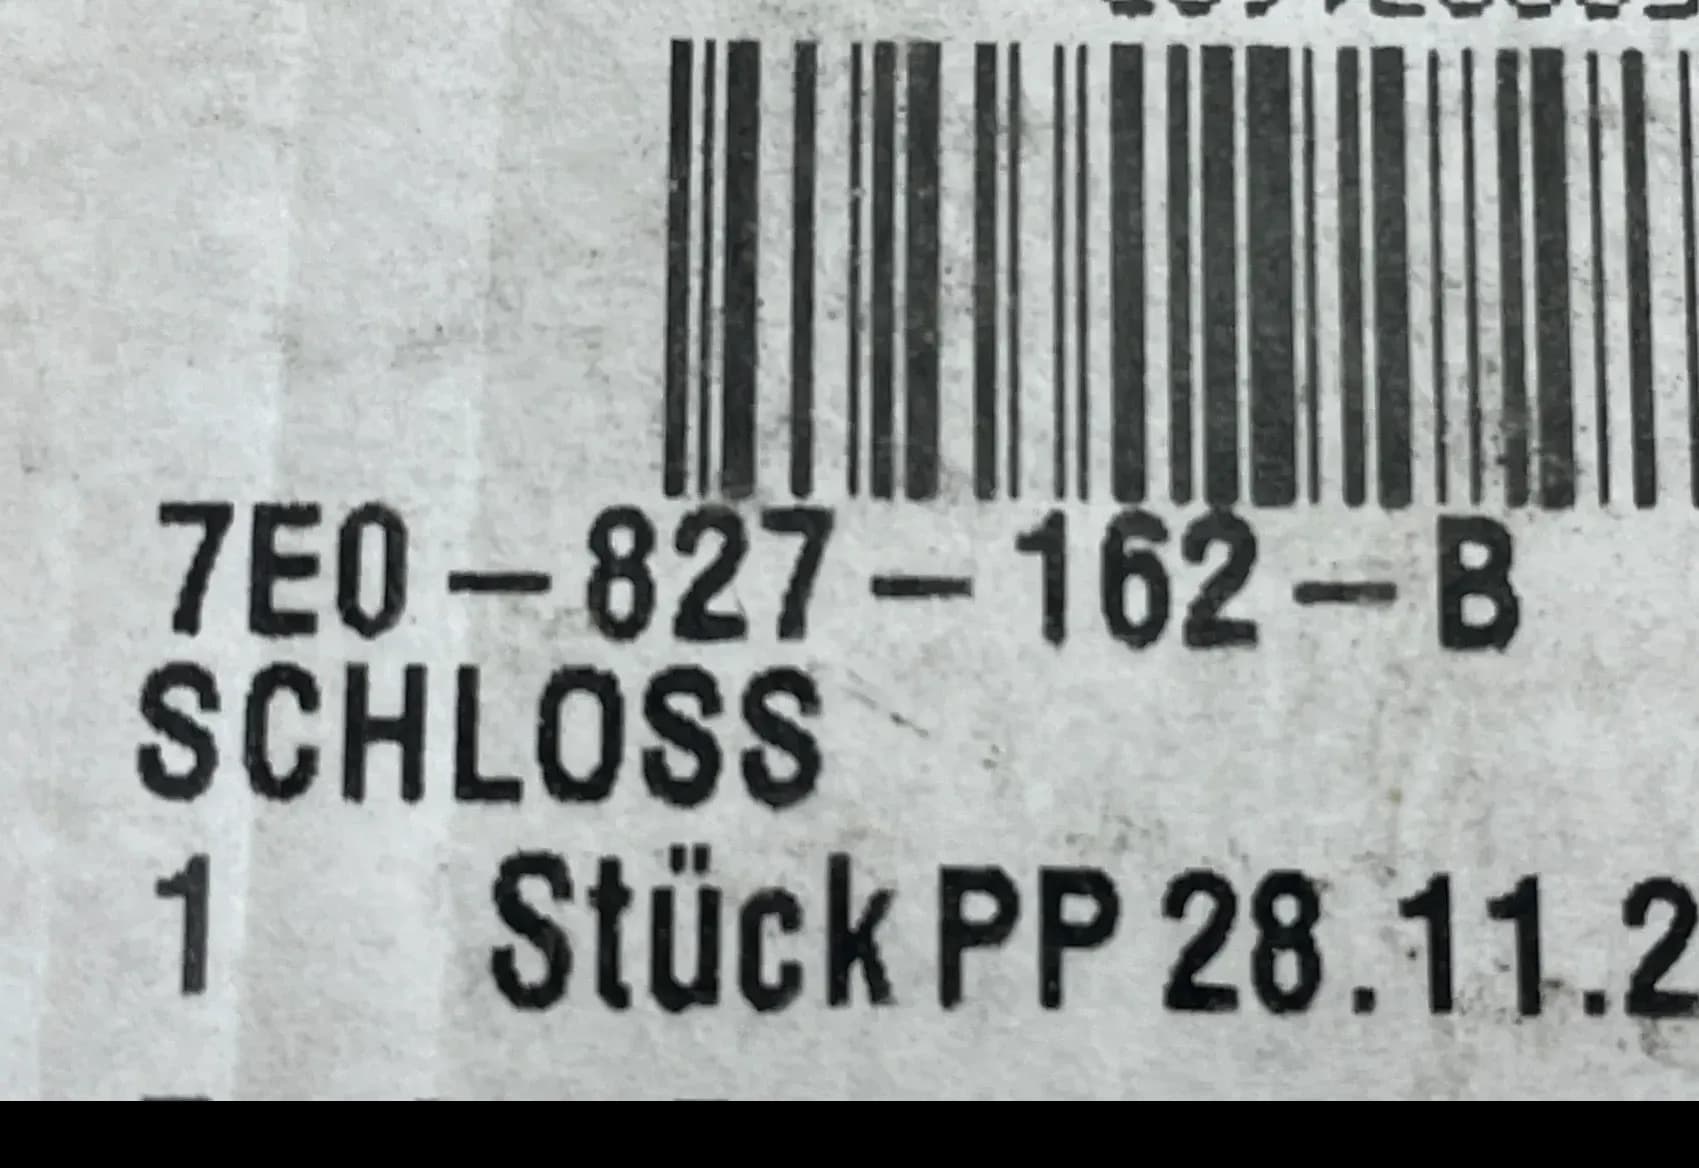 7E0-827-162-B
SCHLOSS
1 Stück PP 28.11.2